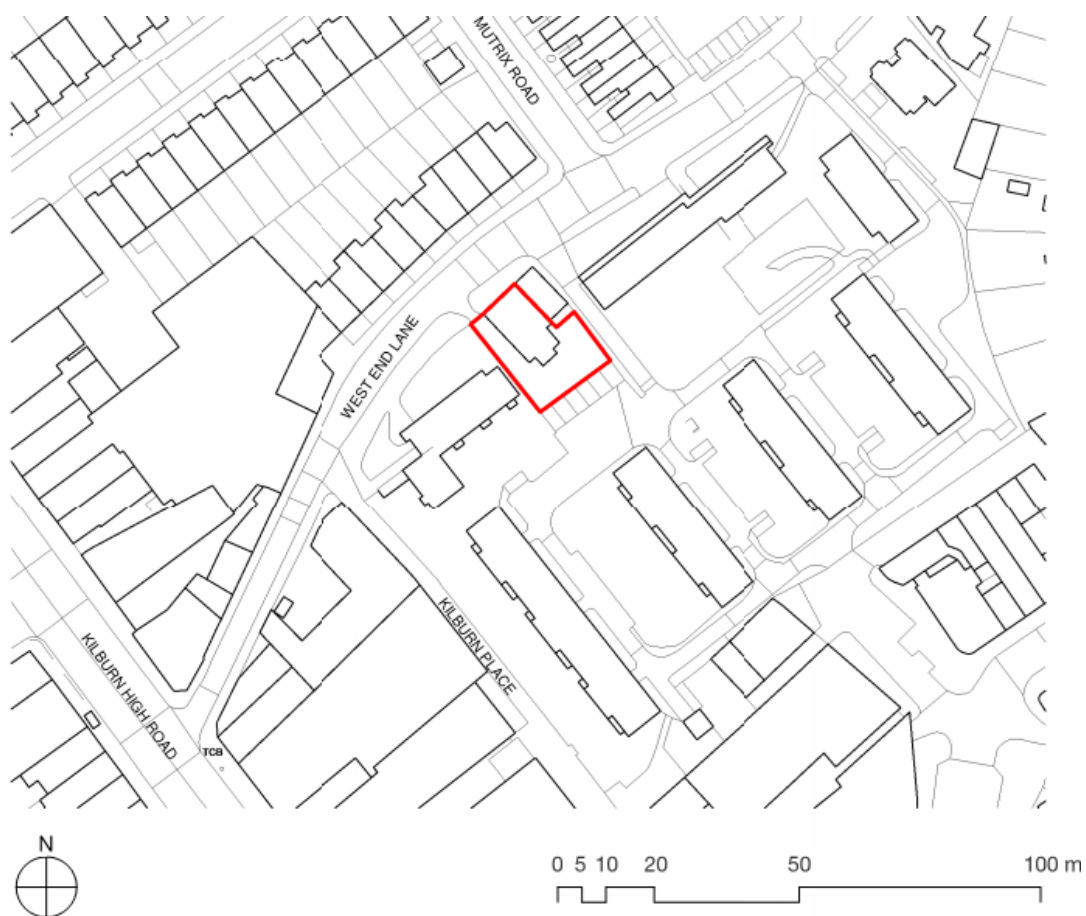 MUTRIX ROAD
WEST END LANE
KILBURN PLACE
KILBURN HIGH ROAD
TCB
N
0 5 10 20 50 100 m